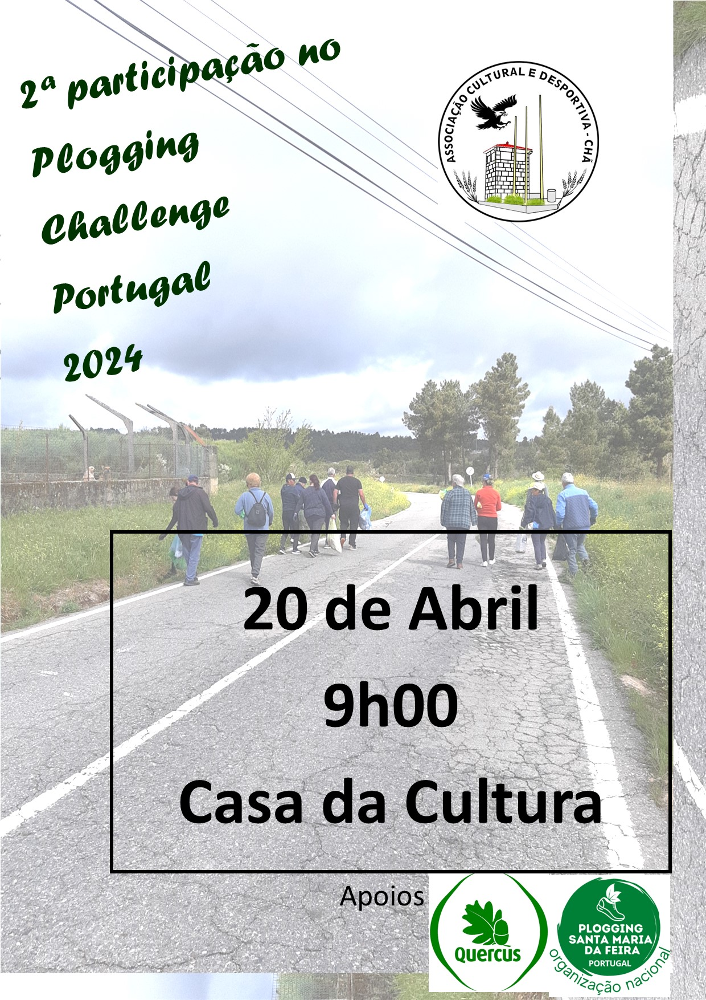 2ª participação no
Plogging
Challenge
Portugal
2024
ASSOCIAÇÃO CULTURAL E DESPORTIVA - CHÃ
20 de Abril
9h00
Casa da Cultura
Apoios
Quercus
PLOGGING
SANTA MARIA
DA FEIRA
PORTUGAL
organização nacional